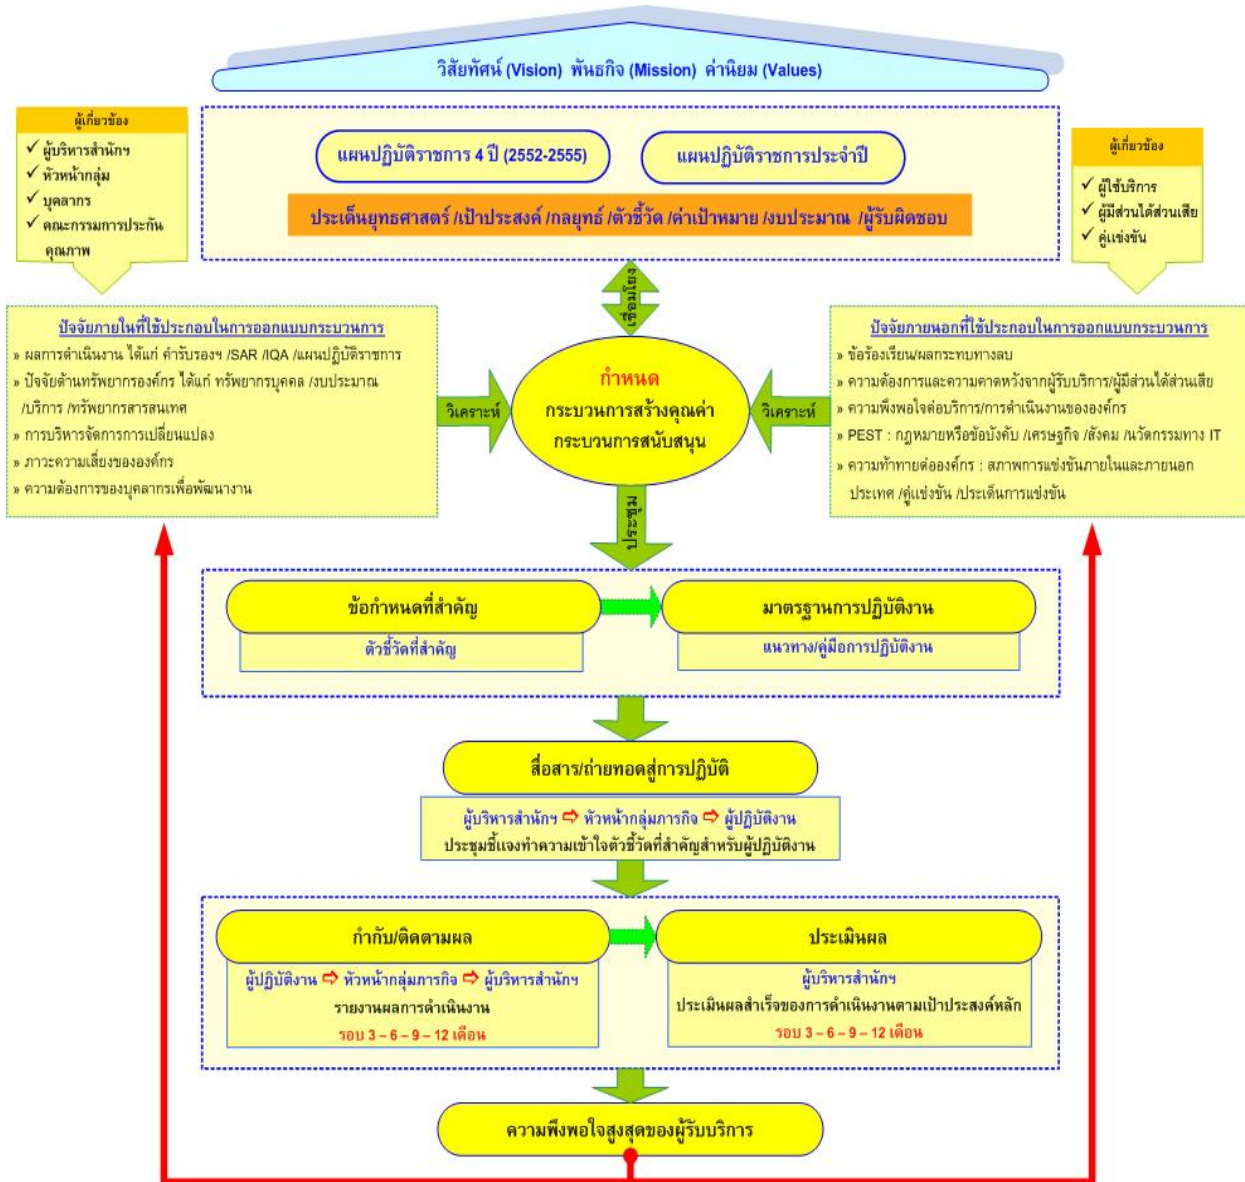 วิสัยทัศน์ (Vision) พันธกิจ (Mission) ค่านิยม (Values)
ผู้เกี่ยวข้อง
✓ ผู้บริหารสำนักฯ
✓ หัวหน้ากลุ่ม
✓ บุคลากร
✓ คณะกรรมการประกัน
คุณภาพ
แผนปฏิบัติราชการ 4 ปี (2552-2555)
แผนปฏิบัติราชการประจำปี
ประเด็นยุทธศาสตร์ /เป้าประสงค์ /กลยุทธ์ /ตัวชี้วัด /ค่าเป้าหมาย /งบประมาณ /ผู้รับผิดชอบ
ผู้เกี่ยวข้อง
✓ ผู้ใช้บริการ
✓ ผู้มีส่วนได้ส่วนเสีย
✓ คู่แข่งขัน
เชื่อมโยง
ปัจจัยภายในที่ใช้ประกอบในการออกแบบกระบวนการ
» ผลการดำเนินงาน ได้แก่ คำรับรองฯ /SAR /IQA /แผนปฏิบัติราชการ
» ปัจจัยด้านทรัพยากรองค์กร ได้แก่ ทรัพยากรบุคคล /งบประมาณ
/บริการ /ทรัพยากรสารสนเทศ
» การบริหารจัดการการเปลี่ยนแปลง
» ภาวะความเสี่ยงขององค์กร
» ความต้องการของบุคลากรเพื่อพัฒนางาน
วิเคราะห์
กำหนด
กระบวนการสร้างคุณค่า
กระบวนการสนับสนุน
วิเคราะห์
ปัจจัยภายนอกที่ใช้ประกอบในการออกแบบกระบวนการ
» ข้อร้องเรียน/ผลกระทบทางลบ
» ความต้องการและความคาดหวังจากผู้รับบริการ/ผู้มีส่วนได้ส่วนเสีย
» ความพึงพอใจต่อบริการ/การดำเนินงานขององค์กร
» PEST : กฎหมายหรือข้อบังคับ /เศรษฐกิจ /สังคม /นวัตกรรมทาง IT
» ความท้าทายต่อองค์กร : สภาพการแข่งขันภายในและภายนอก
ประเทศ /คู่แข่งขัน /ประเด็นการแข่งขัน
ประชุม
ข้อกำหนดที่สำคัญ
ตัวชี้วัดที่สำคัญ
มาตรฐานการปฏิบัติงาน
แนวทาง/คู่มือการปฏิบัติงาน
สื่อสาร/ถ่ายทอดสู่การปฏิบัติ
ผู้บริหารสำนักฯ ⇨ หัวหน้ากลุ่มภารกิจ ⇨ ผู้ปฏิบัติงาน
ประชุมชี้แจงทำความเข้าใจตัวชี้วัดที่สำคัญสำหรับผู้ปฏิบัติงาน
กำกับ/ติดตามผล
ผู้ปฏิบัติงาน ⇨ หัวหน้ากลุ่มภารกิจ ⇨ ผู้บริหารสำนักฯ
รายงานผลการดำเนินงาน
รอบ 3 – 6 – 9 – 12 เดือน
ประเมินผล
ผู้บริหารสำนักฯ
ประเมินผลสำเร็จของการดำเนินงานตามเป้าประสงค์หลัก
รอบ 3 – 6 – 9 – 12 เดือน
ความพึงพอใจสูงสุดของผู้รับบริการ